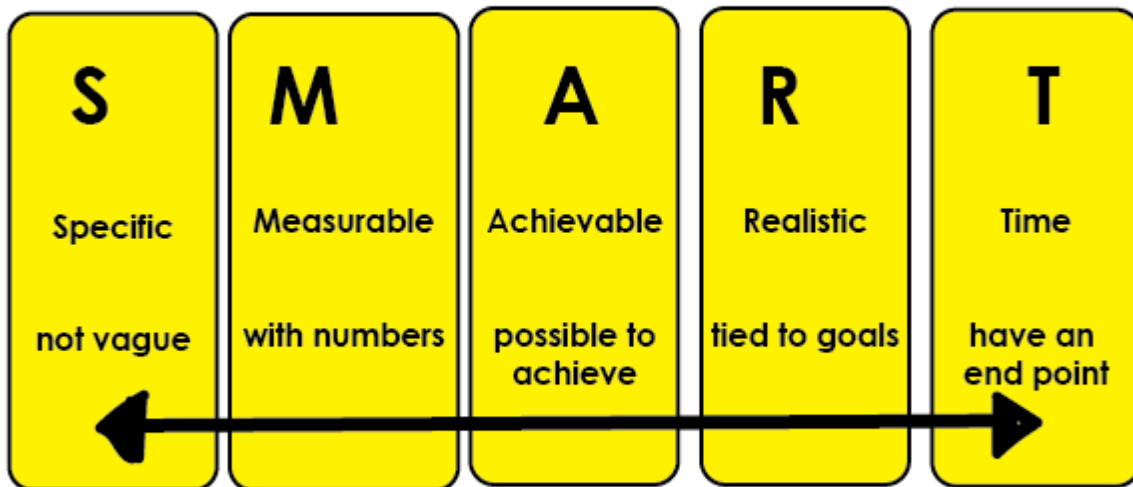 S
Specific
not vague
M
Measurable
with numbers
A
Achievable
possible to
achieve
R
Realistic
tied to goals
T
Time
have an
end point